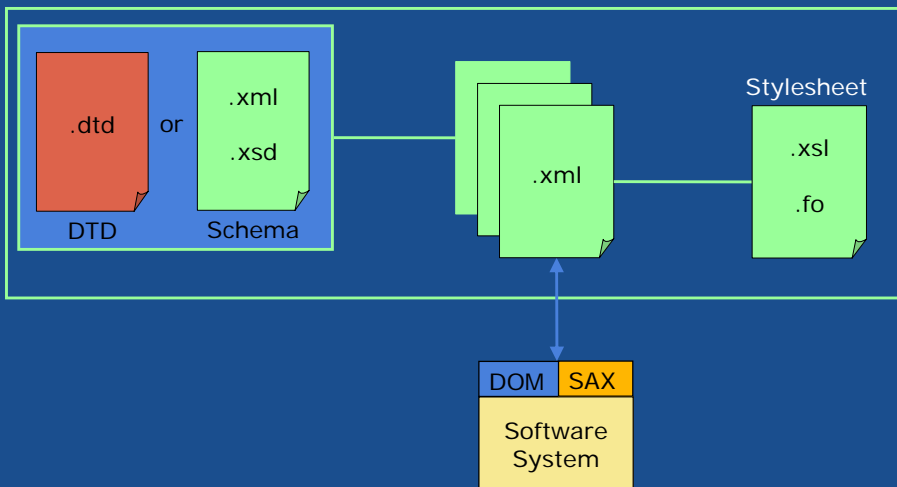 .dtd
or
.xml
.xsd
DTD
Schema
.xml
Stylesheet
.xsl
.fo
DOM
SAX
Software
System